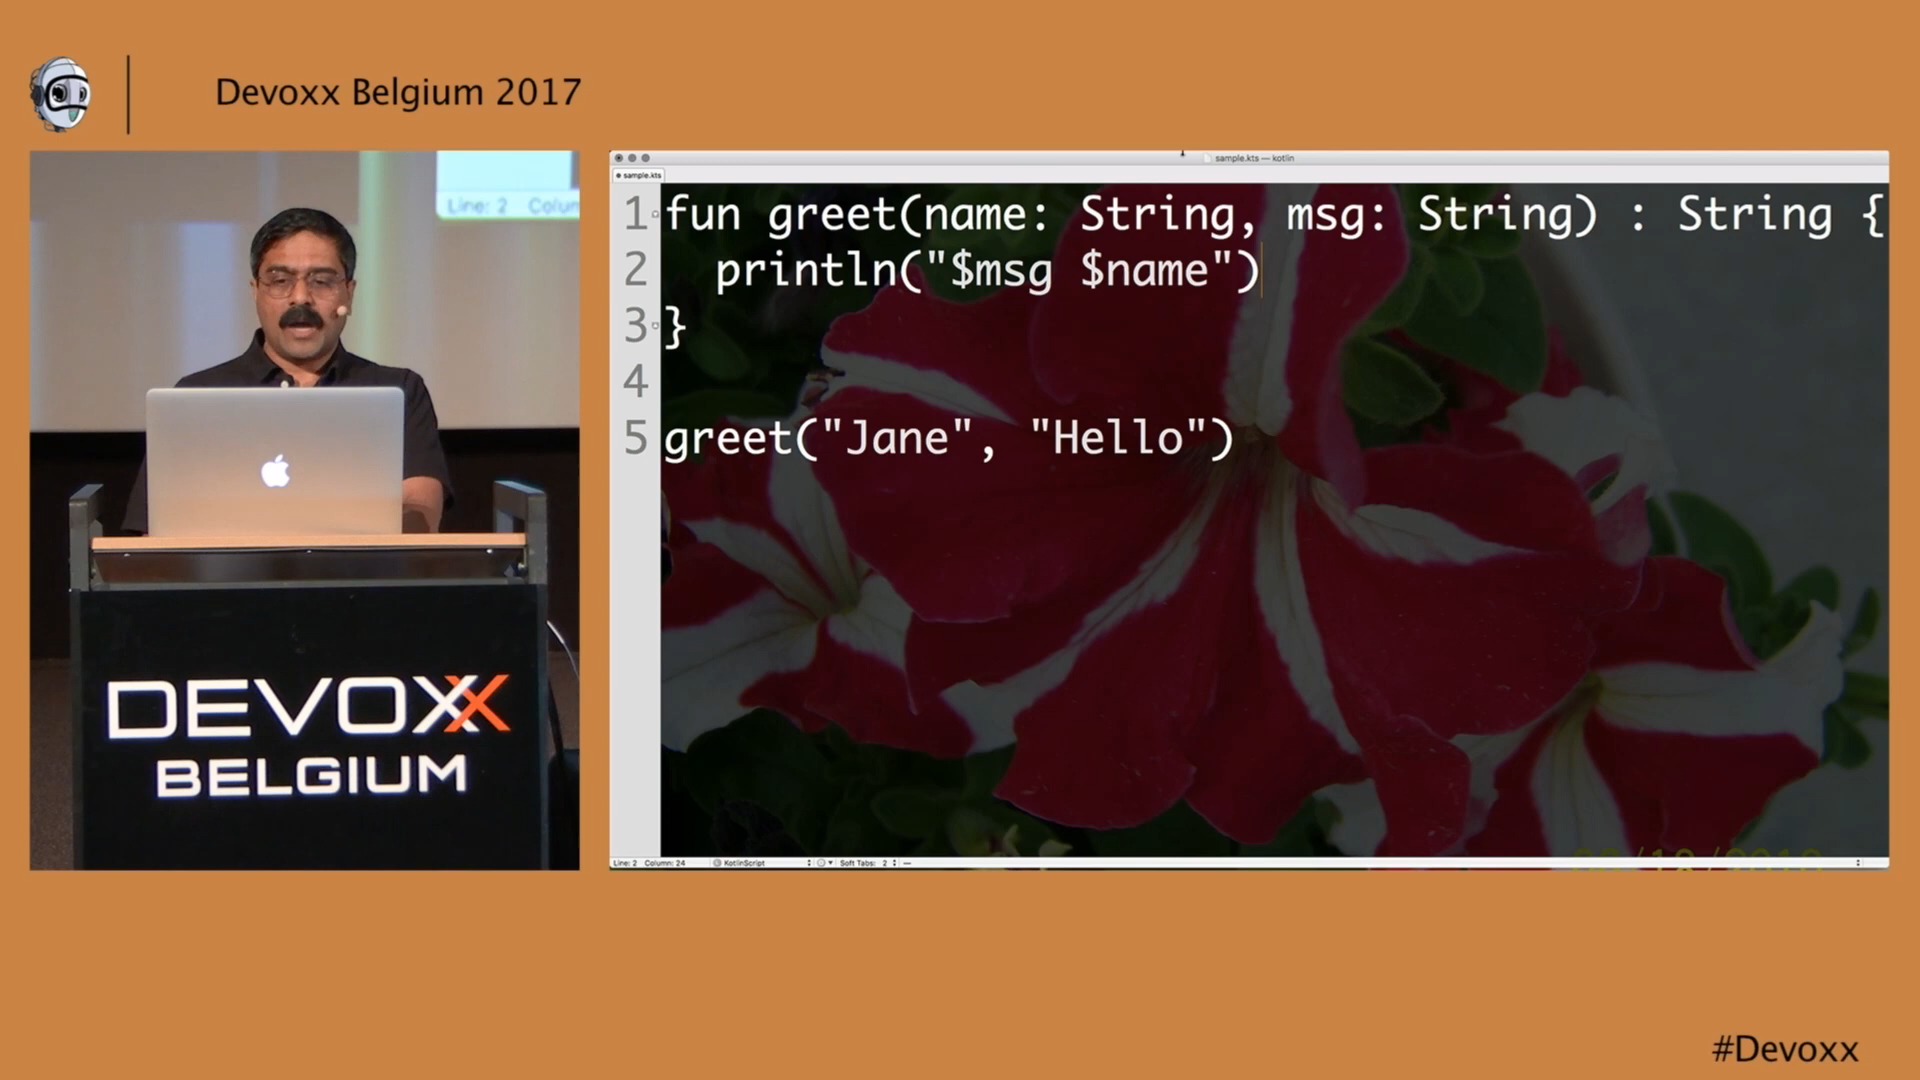 Devoxx Belgium 2017
Line: 2 Colum
sample.kts — kotlin
sample.kts
1 fun greet(name: String, msg: String) : String {
2 println("$msg $name")
3 }
4
5 greet("Jane", "Hello")
DEVOXX
BELGIUM
Line: 2 Column: 24 KotlinScript Soft Tabs: 2
#Devoxx